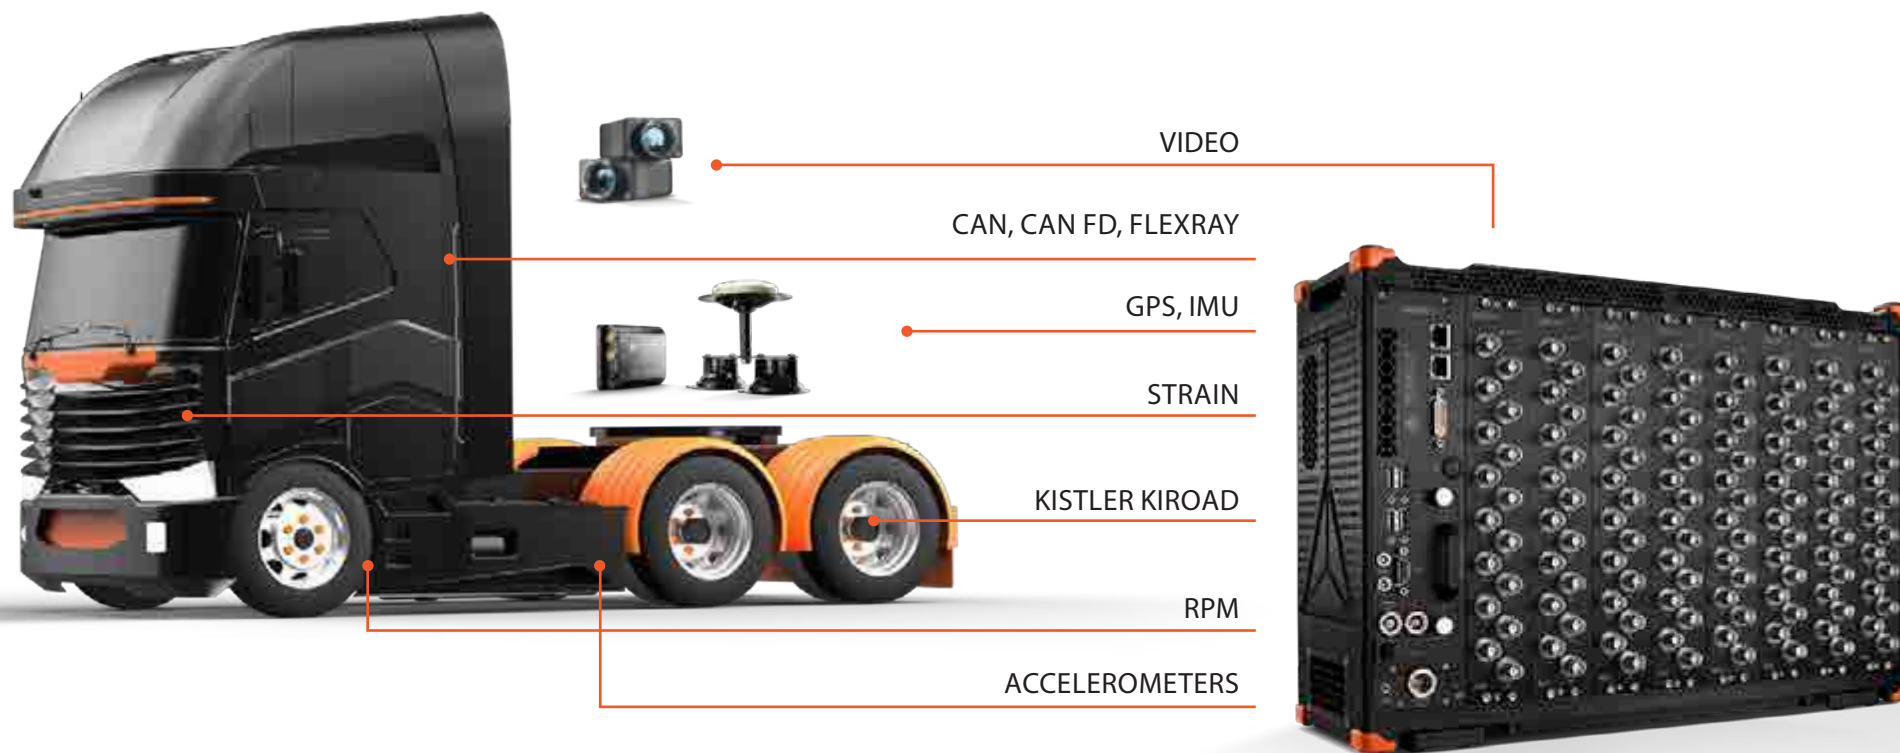 VIDEO
CAN, CAN FD, FLEXRAY
GPS, IMU
STRAIN
KISTLER KIROAD
RPM
ACCELEROMETERS